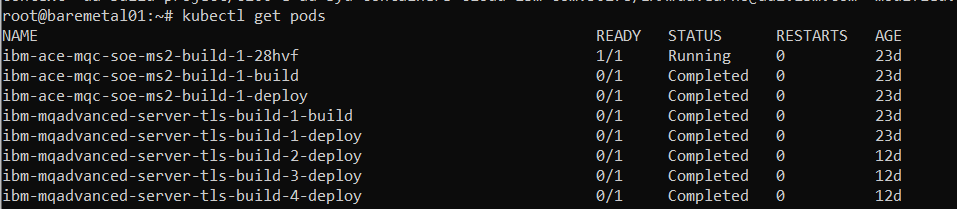 root@baremetal01:~# kubectl get pods
NAME READY STATUS RESTARTS AGE
ibm-ace-mqc-soe-ms2-build-1-28hvf 1/1 Running 0 23d
ibm-ace-mqc-soe-ms2-build-1-build 0/1 Completed 0 23d
ibm-ace-mqc-soe-ms2-build-1-deploy 0/1 Completed 0 23d
ibm-mqadvanced-server-tls-build-1-build 0/1 Completed 0 23d
ibm-mqadvanced-server-tls-build-1-deploy 0/1 Completed 0 23d
ibm-mqadvanced-server-tls-build-2-deploy 0/1 Completed 0 12d
ibm-mqadvanced-server-tls-build-3-deploy 0/1 Completed 0 12d
ibm-mqadvanced-server-tls-build-4-deploy 0/1 Completed 0 12d